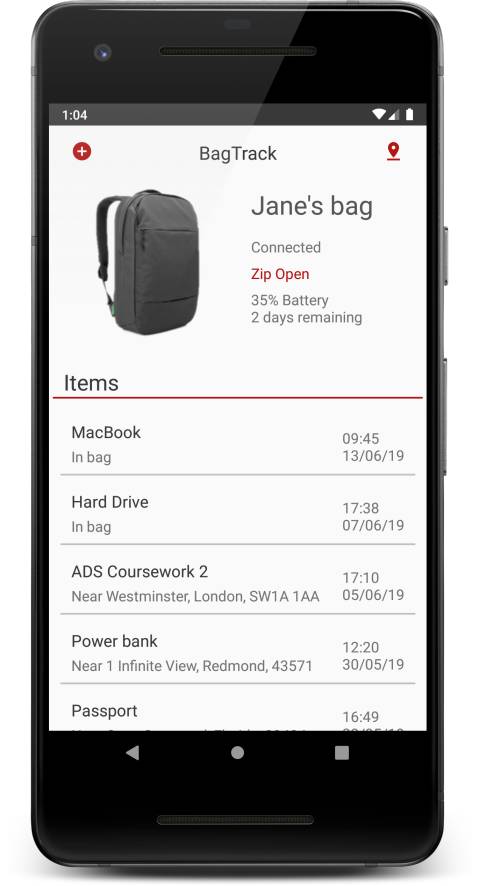 1:04
BagTrack
Jane's bag
Connected
Zip Open
35% Battery
2 days remaining
Items
MacBook
09:45
In bag
13/06/19
Hard Drive
17:38
In bag
07/06/19
ADS Coursework 2
17:10
Near Westminster, London, SW1A 1AA
05/06/19
Power bank
12:20
Near 1 Infinite View, Redmond, 43571
30/05/19
Passport
16:49